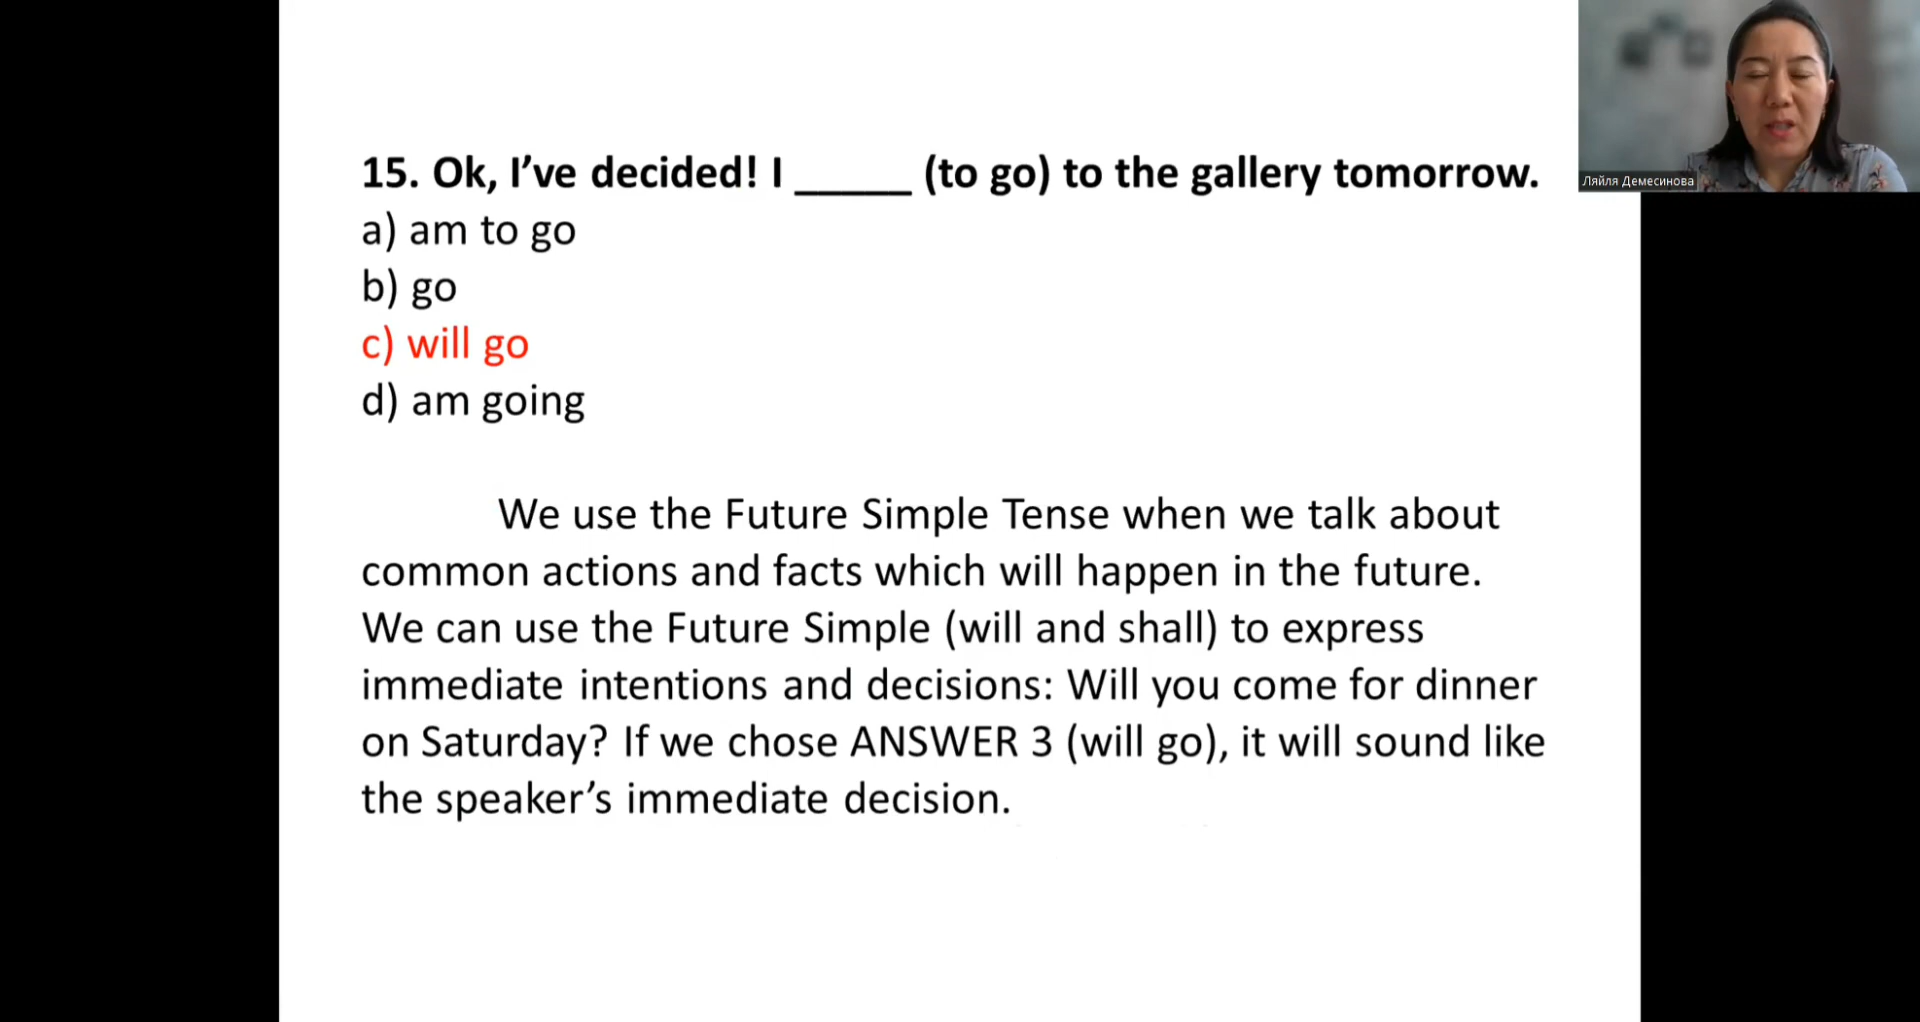 15. Ok, I’ve decided! I _____ (to go) to the gallery tomorrow.
a) am to go
b) go
c) will go
d) am going
We use the Future Simple Tense when we talk about
common actions and facts which will happen in the future.
We can use the Future Simple (will and shall) to express
immediate intentions and decisions: Will you come for dinner
on Saturday? If we chose ANSWER 3 (will go), it will sound like
the speaker’s immediate decision.
Ляйля Демесинова